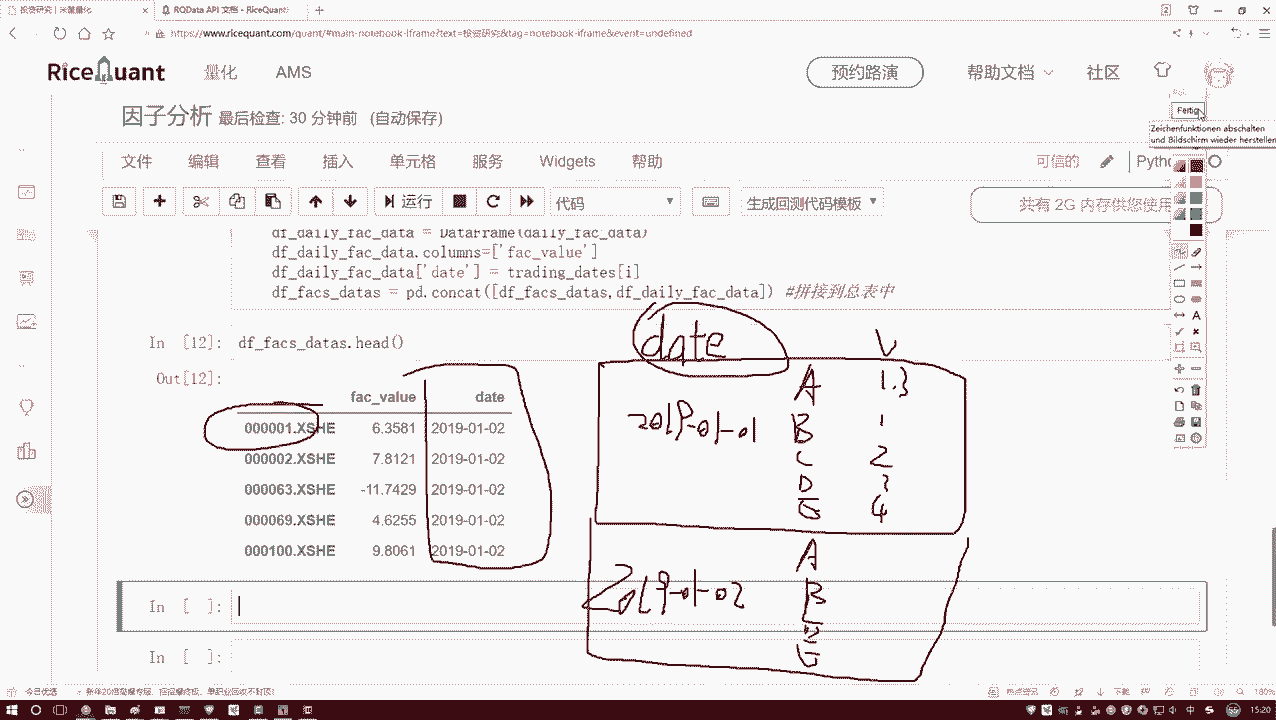 投资研究 | 米筐量化
RQData API 文档 - RiceQuant
https://www.ricequant.com/quant/#main-notebook-iframe?text=投资研究&tag=notebook-iframe&event=undefined
RiceQuant 量化 AMS 预约路演 帮助文档 社区
因子分析 最后检查: 30 分钟前 (自动保存)
Fertig
Zeichenfunktionen abschalten
und Bildschirm wieder herstellen
文件 编辑 查看 插入 单元格 服务 Widgets 帮助 可信的
运行 代码 生成回测代码模板 共有 2G 内存供您使用
df_daily_fac_data = DataFrame(daily_fac_data)
df_daily_fac_data.columns=['fac_value']
df_daily_fac_data['date'] = trading_dates[i]
df_facs_datas = pd.concat([df_facs_datas,df_daily_fac_data]) #拼接到总表中
In [12]: df_facs_datas.head()
Out[12]:
fac_value date
000001.XSHE 6.3581 2019-01-02
000002.XSHE 7.8121 2019-01-02
000063.XSHE -11.7429 2019-01-02
000069.XSHE 4.6255 2019-01-02
000100.XSHE 9.8061 2019-01-02
In [ ]:
In [ ]:
date V
A 1.3
2019-01-01 B 1
C 2
D 3
4
A
2019-01-02 B
今日优选
下载
180%
中
15:20